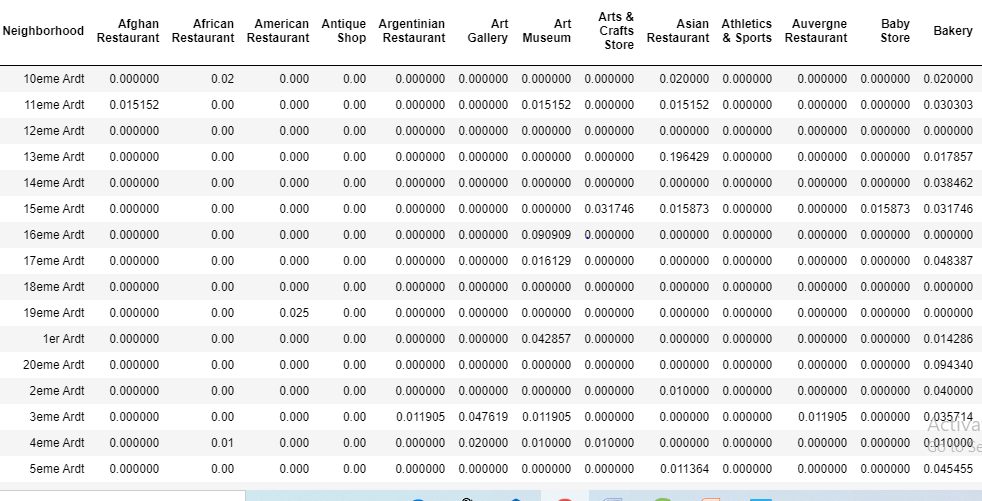 Neighborhood Afghan Restaurant African Restaurant American Restaurant Antique Shop Argentinian Restaurant Art Gallery Art Museum Arts & Crafts Store Asian Restaurant Athletics & Sports Auvergne Restaurant Baby Store Bakery
10eme Ardt 0.000000 0.02 0.000 0.00 0.000000 0.000000 0.000000 0.000000 0.020000 0.000000 0.000000 0.000000 0.020000
11eme Ardt 0.015152 0.00 0.000 0.00 0.000000 0.000000 0.015152 0.000000 0.015152 0.000000 0.000000 0.000000 0.030303
12eme Ardt 0.000000 0.00 0.000 0.00 0.000000 0.000000 0.000000 0.000000 0.000000 0.000000 0.000000 0.000000 0.000000
13eme Ardt 0.000000 0.00 0.000 0.00 0.000000 0.000000 0.000000 0.000000 0.196429 0.000000 0.000000 0.000000 0.017857
14eme Ardt 0.000000 0.00 0.000 0.00 0.000000 0.000000 0.000000 0.000000 0.000000 0.000000 0.000000 0.000000 0.038462
15eme Ardt 0.000000 0.00 0.000 0.00 0.000000 0.000000 0.000000 0.031746 0.015873 0.000000 0.000000 0.015873 0.031746
16eme Ardt 0.000000 0.00 0.000 0.00 0.000000 0.000000 0.090909 0.000000 0.000000 0.000000 0.000000 0.000000 0.000000
17eme Ardt 0.000000 0.00 0.000 0.00 0.000000 0.000000 0.016129 0.000000 0.000000 0.000000 0.000000 0.000000 0.048387
18eme Ardt 0.000000 0.00 0.000 0.00 0.000000 0.000000 0.000000 0.000000 0.000000 0.000000 0.000000 0.000000 0.000000
19eme Ardt 0.000000 0.00 0.025 0.00 0.000000 0.000000 0.000000 0.000000 0.000000 0.000000 0.000000 0.000000 0.000000
1er Ardt 0.000000 0.00 0.000 0.00 0.000000 0.000000 0.042857 0.000000 0.000000 0.000000 0.000000 0.000000 0.014286
20eme Ardt 0.000000 0.00 0.000 0.00 0.000000 0.000000 0.000000 0.000000 0.000000 0.000000 0.000000 0.000000 0.094340
2eme Ardt 0.000000 0.00 0.000 0.00 0.000000 0.000000 0.000000 0.000000 0.010000 0.000000 0.000000 0.000000 0.040000
3eme Ardt 0.000000 0.00 0.000 0.00 0.011905 0.047619 0.011905 0.000000 0.000000 0.000000 0.011905 0.000000 0.035714
Activa
4eme Ardt 0.000000 0.01 0.000 0.00 0.000000 0.020000 0.010000 0.010000 0.000000 0.000000 0.000000 0.000000 0.010000
Go to Se
5eme Ardt 0.000000 0.00 0.000 0.00 0.000000 0.000000 0.000000 0.000000 0.011364 0.000000 0.000000 0.000000 0.045455